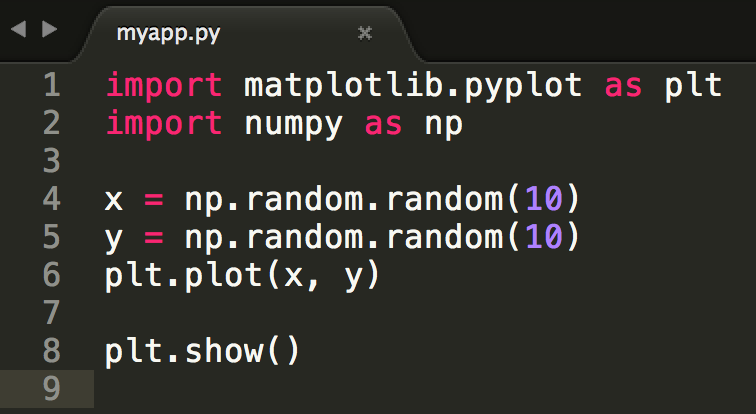 myapp.py
1 import matplotlib.pyplot as plt
2 import numpy as np
3
4 x = np.random.random(10)
5 y = np.random.random(10)
6 plt.plot(x, y)
7
8 plt.show()
9